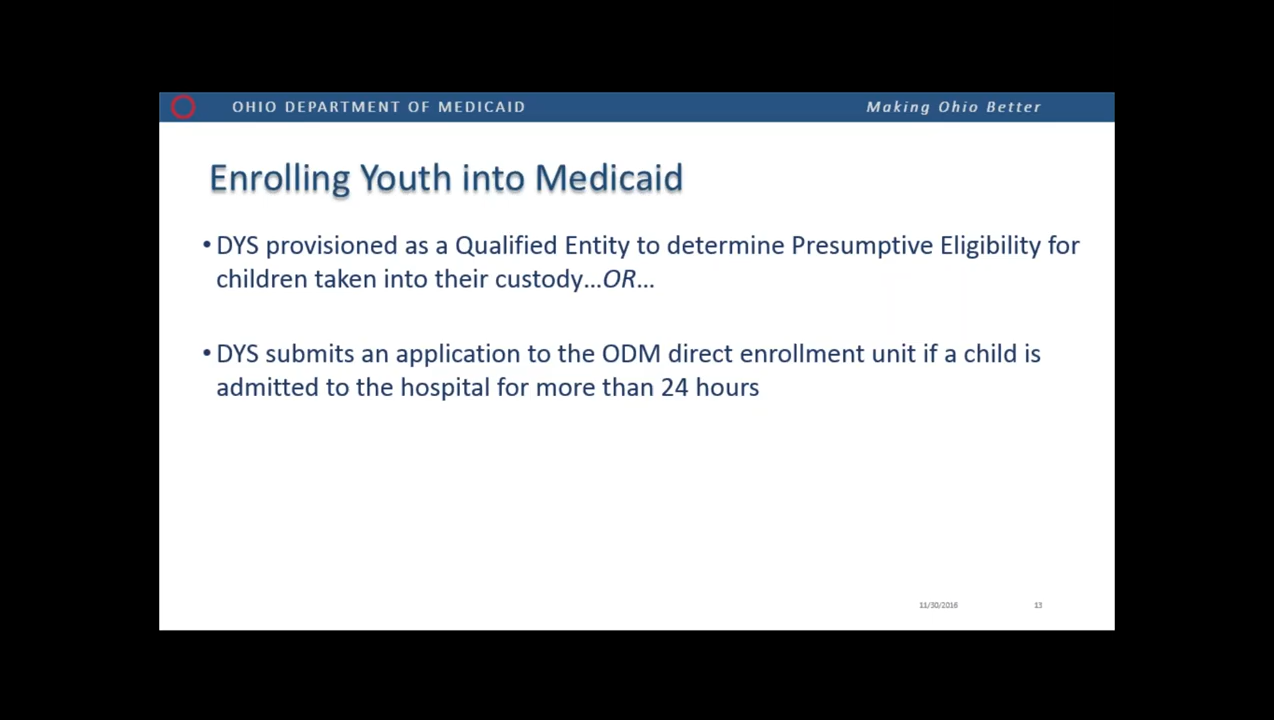 OHIO DEPARTMENT OF MEDICAID
Making Ohio Better
Enrolling Youth into Medicaid
• DYS provisioned as a Qualified Entity to determine Presumptive Eligibility for
children taken into their custody...OR...
• DYS submits an application to the ODM direct enrollment unit if a child is
admitted to the hospital for more than 24 hours
11/30/2016
13